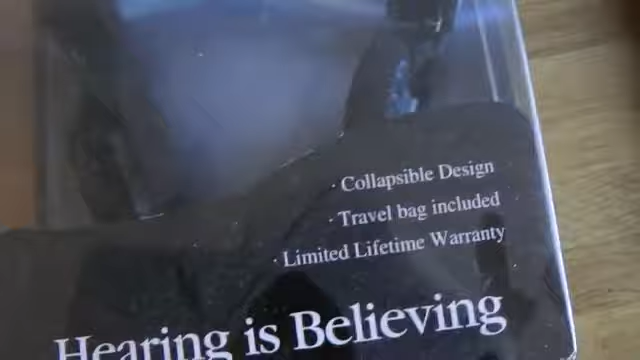 · Collapsible Design
· Travel bag included
· Limited Lifetime Warranty
Hearing is Believing